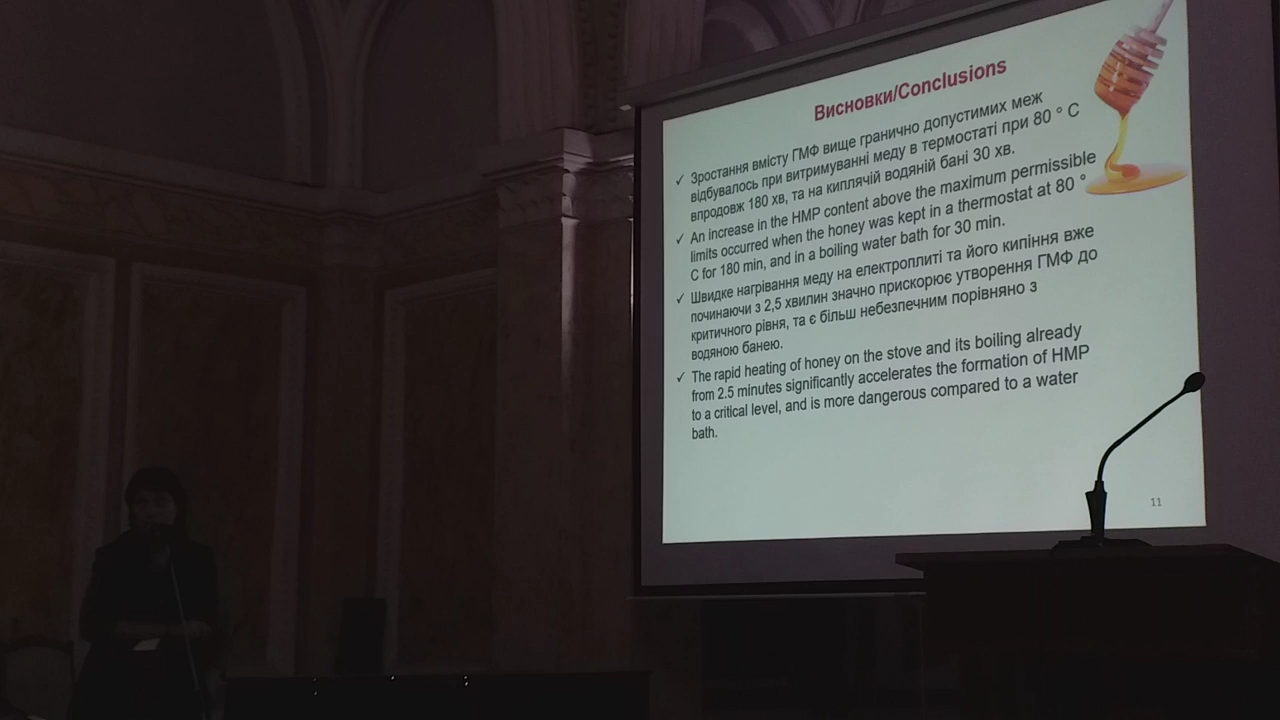 Висновки/Conclusions
✓ Зростання вмісту ГМФ вище гранично допустимих меж
відбувалось при витримуванні меду в термостаті при 80 ° С
впродовж 180 хв, та на киплячій водяній бані 30 хв.
✓ An increase in the HMP content above the maximum permissible
limits occurred when the honey was kept in a thermostat at 80 °
C for 180 min, and in a boiling water bath for 30 min.
✓ Швидке нагрівання меду на електроплиті та його кипіння вже
починаючи з 2,5 хвилин значно прискорює утворення ГМФ до
критичного рівня, та є більш небезпечним порівняно з
водяною банею.
✓ The rapid heating of honey on the stove and its boiling already
from 2.5 minutes significantly accelerates the formation of HMP
to a critical level, and is more dangerous compared to a water
bath.
11